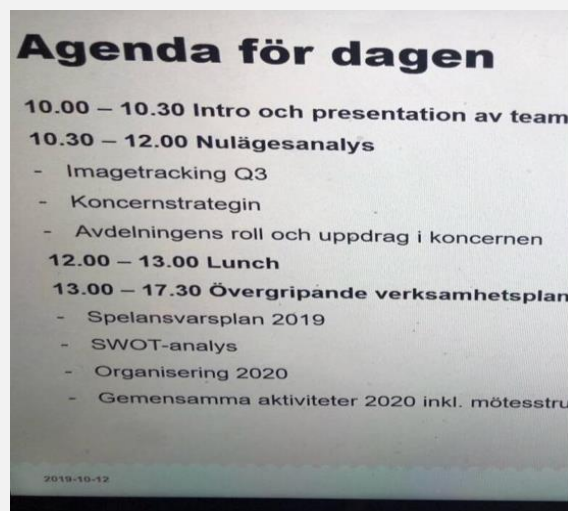 Agenda för dagen
10.00 – 10.30 Intro och presentation av team
10.30 – 12.00 Nulägesanalys
- Imagetracking Q3
- Koncernstrategin
- Avdelningens roll och uppdrag i koncernen
12.00 – 13.00 Lunch
13.00 – 17.30 Övergripande verksamhetsplan
- Spelansvarsplan 2019
- SWOT-analys
- Organisering 2020
- Gemensamma aktiviteter 2020 inkl. mötesstru
2019-10-12